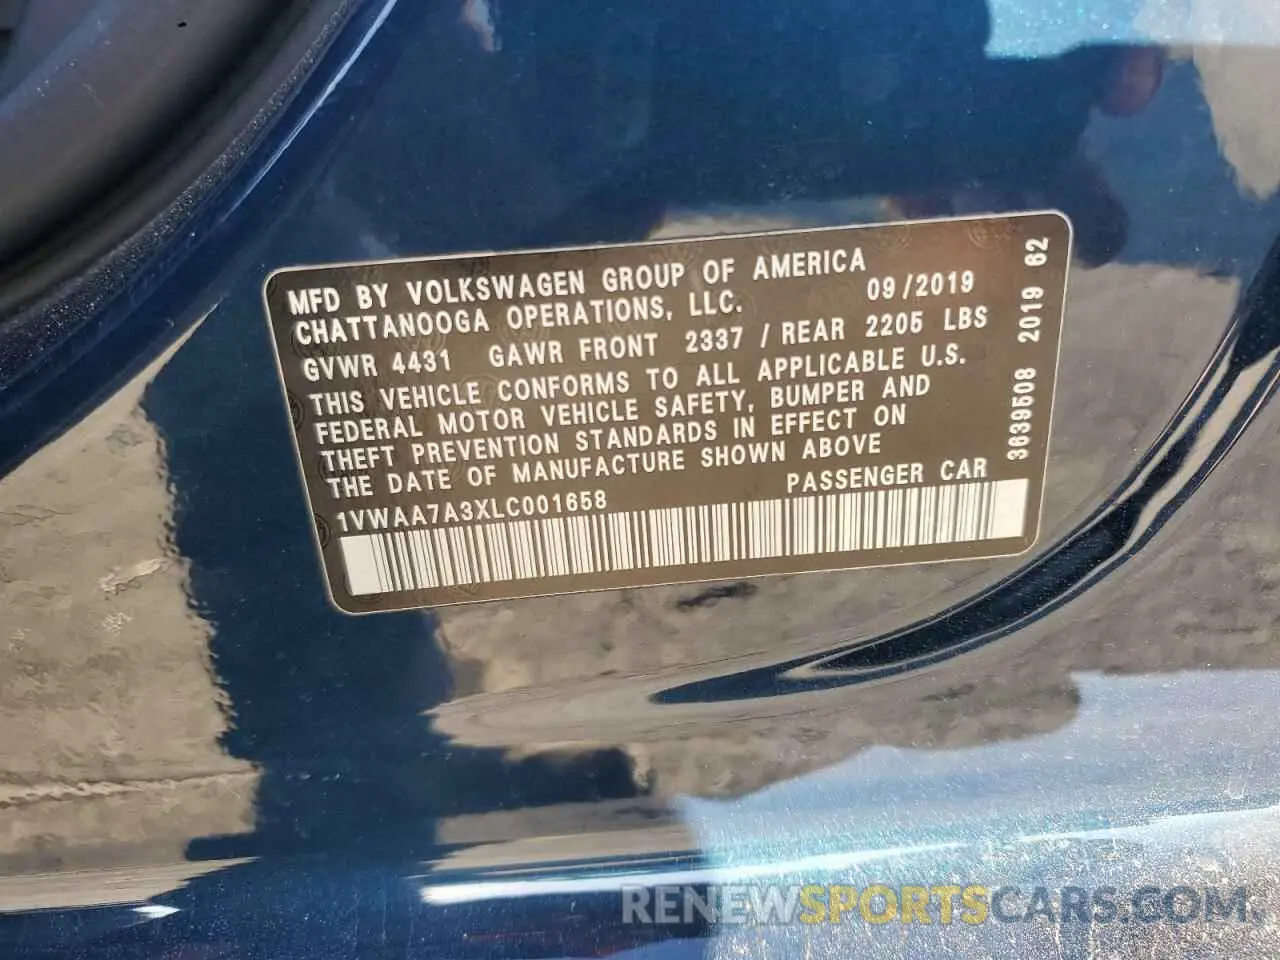 MFD BY VOLKSWAGEN GROUP OF AMERICA
CHATTANOOGA OPERATIONS, LLC. 09/2019
GVWR 4431 GAWR FRONT 2337 / REAR 2205 LBS
THIS VEHICLE CONFORMS TO ALL APPLICABLE U.S.
FEDERAL MOTOR VEHICLE SAFETY, BUMPER AND
THEFT PREVENTION STANDARDS IN EFFECT ON
THE DATE OF MANUFACTURE SHOWN ABOVE
1VWAA7A3XLC001658 PASSENGER CAR
3639508 2019 62
RENEWSPORTSCARS.COM